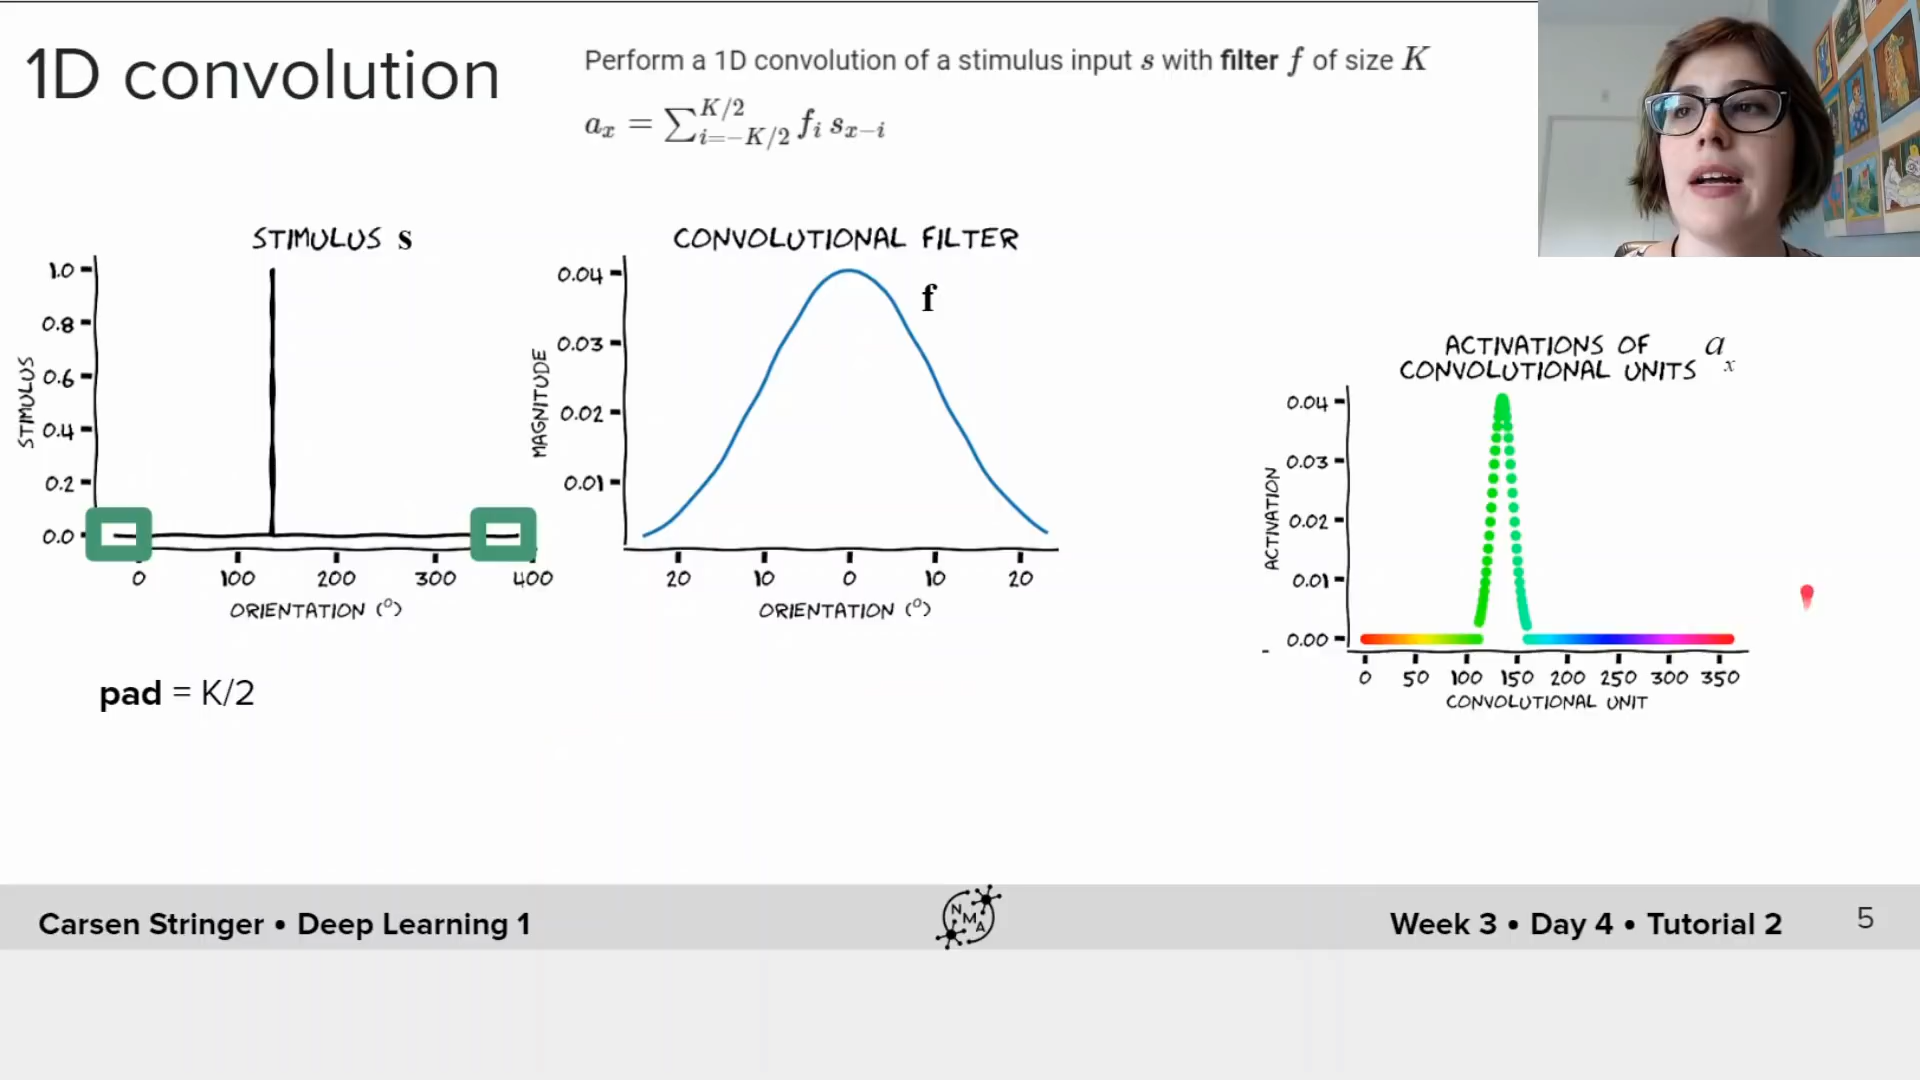 1D convolution
Perform a 1D convolution of a stimulus input s with filter f of size K
a_x = ∑_{i=-K/2}^{K/2} f_i s_{x-i}
STIMULUS s
1.0
0.8
0.6
0.4
0.2
0.0
STIMULUS
0 100 200 300 400
ORIENTATION (°)
pad = K/2
CONVOLUTIONAL FILTER
f
0.04
0.03
0.02
0.01
MAGNITUDE
20 10 0 10 20
ORIENTATION (°)
ACTIVATIONS OF
CONVOLUTIONAL UNITS a_x
0.04
0.03
0.02
0.01
0.00
ACTIVATION
0 50 100 150 200 250 300 350
CONVOLUTIONAL UNIT
Carsen Stringer • Deep Learning 1
N M A
Week 3 • Day 4 • Tutorial 2
5